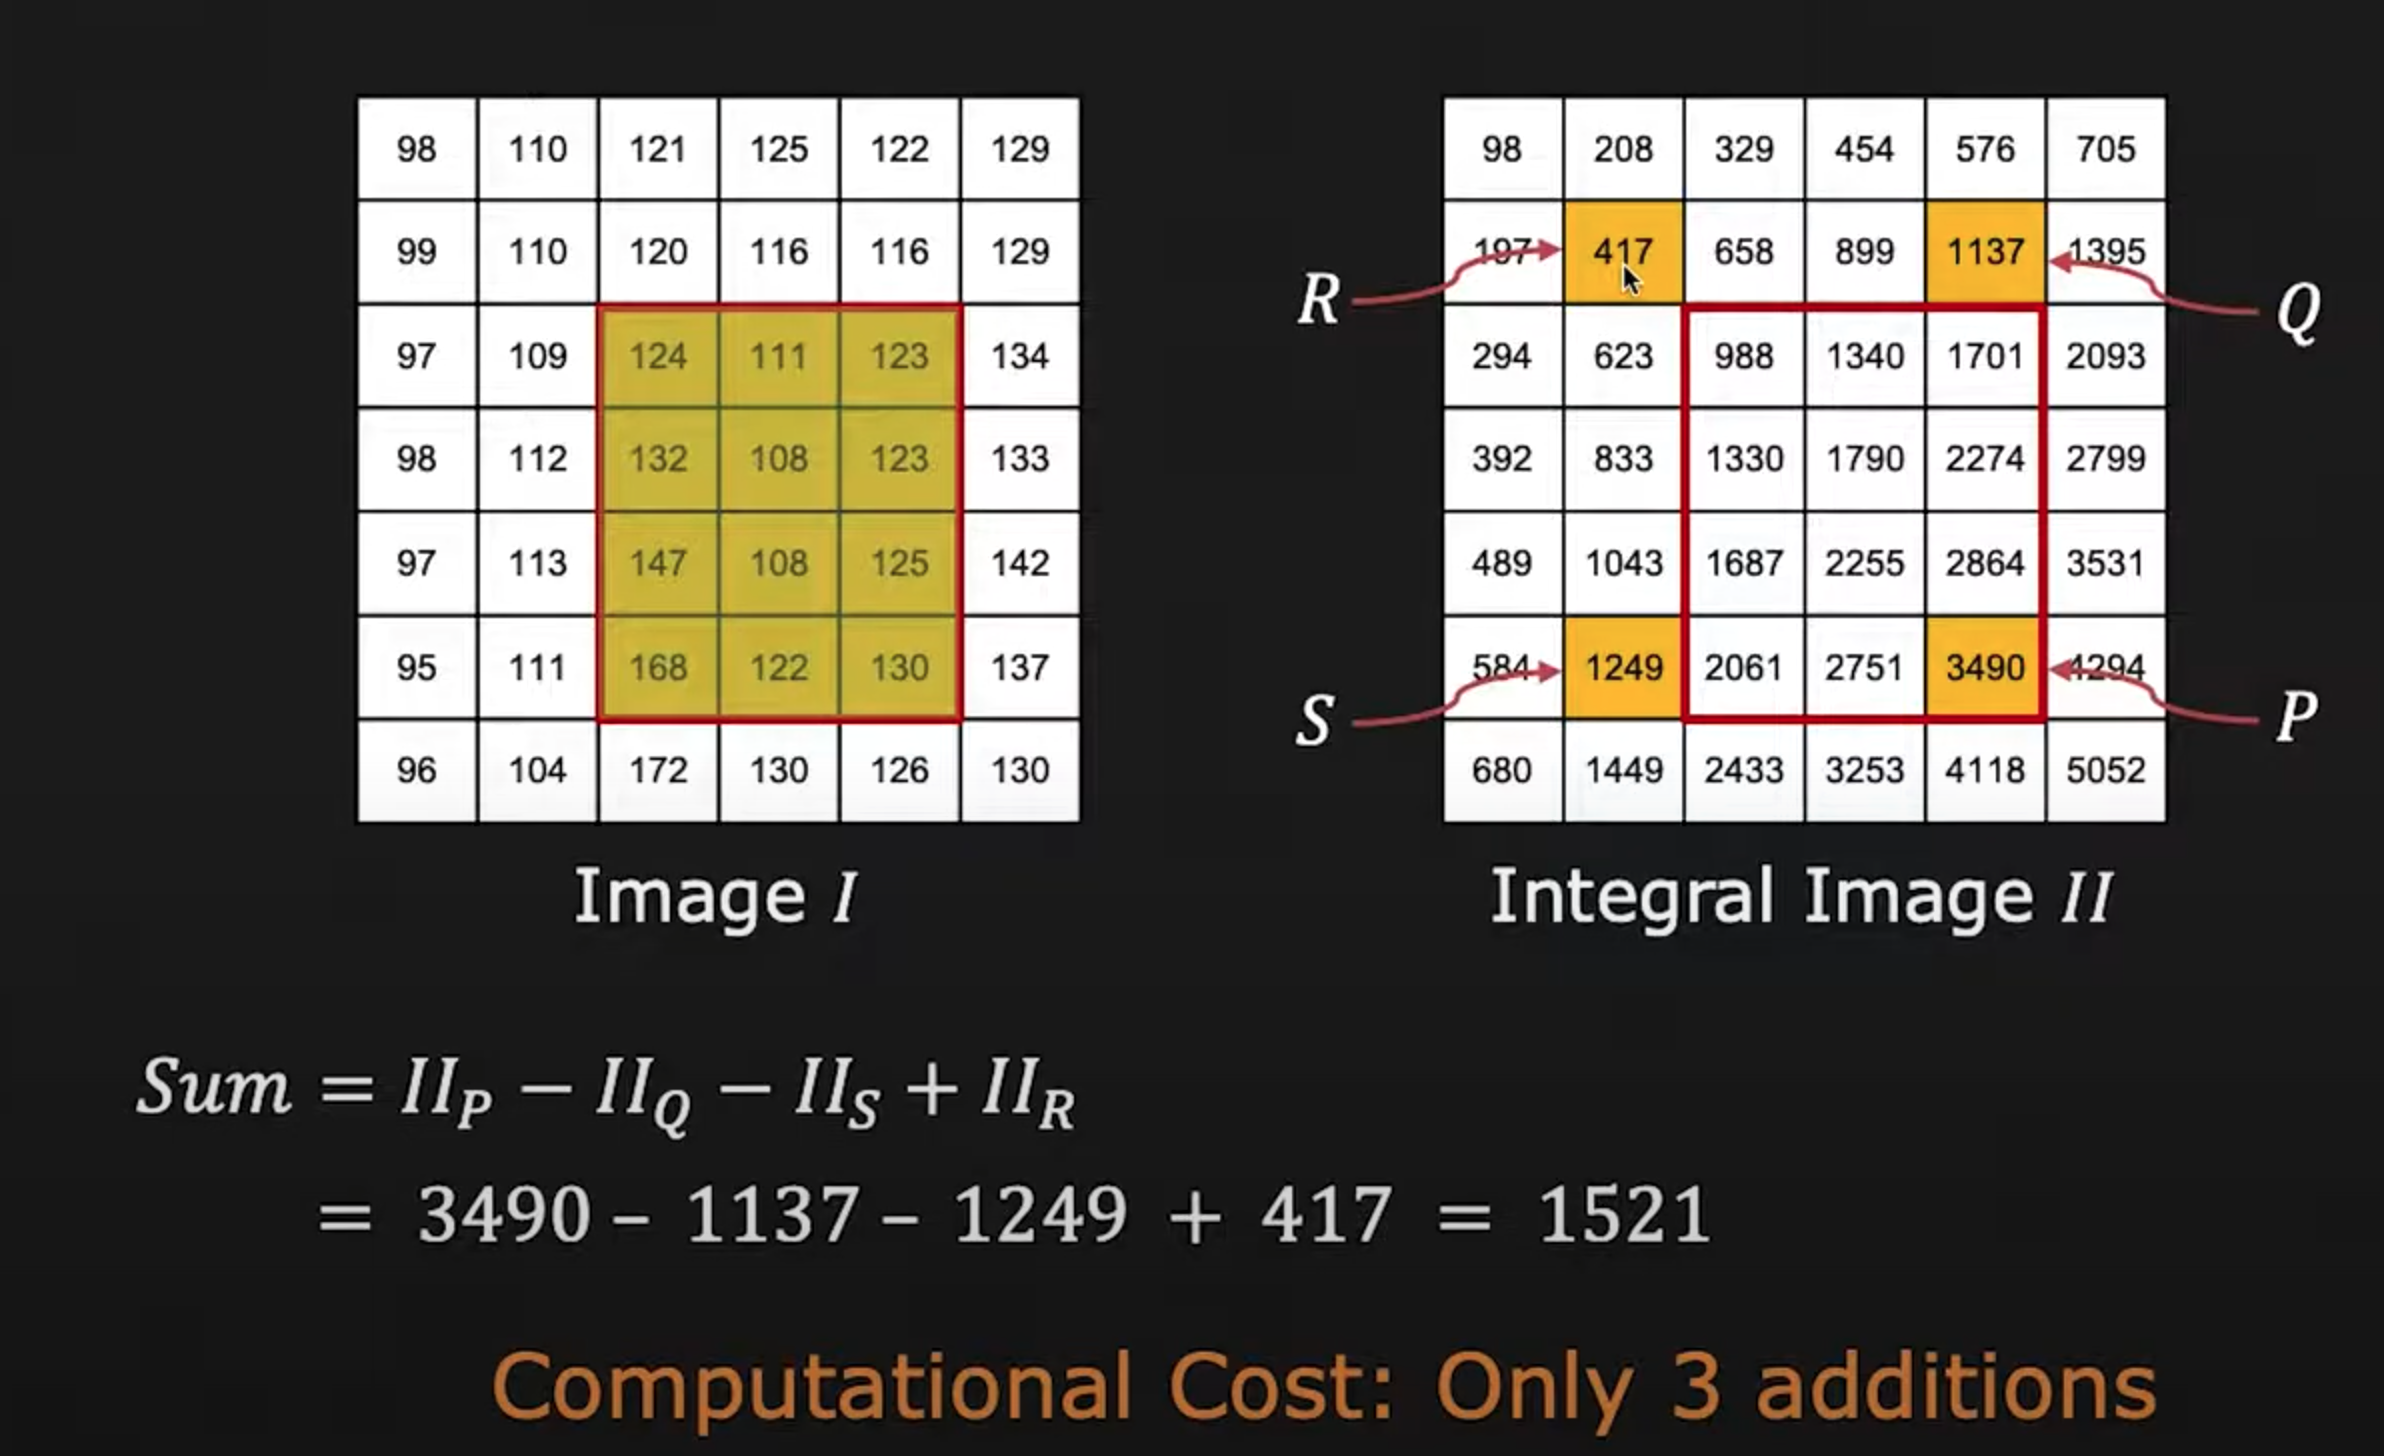 98 110 121 125 122 129
99 110 120 116 116 129
97 109 124 111 123 134
98 112 132 108 123 133
97 113 147 108 125 142
95 111 168 122 130 137
96 104 172 130 126 130
Image I
98 208 329 454 576 705
197 417 658 899 1137 1395
R
Q
294 623 988 1340 1701 2093
392 833 1330 1790 2274 2799
489 1043 1687 2255 2864 3531
584 1249 2061 2751 3490 4294
S
P
680 1449 2433 3253 4118 5052
Integral Image II
Sum = II_P − II_Q − II_S + II_R
= 3490 – 1137 – 1249 + 417 = 1521
Computational Cost: Only 3 additions